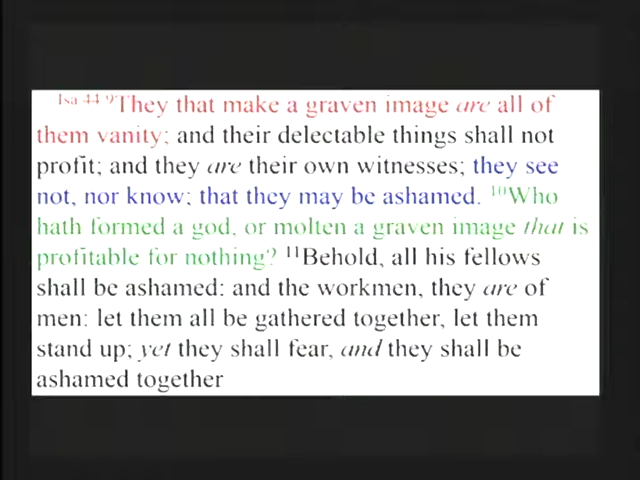 Isa 44 9They that make a graven image are all of
them vanity; and their delectable things shall not
profit; and they are their own witnesses; they see
not, nor know; that they may be ashamed. 10Who
hath formed a god, or molten a graven image that is
profitable for nothing? 11Behold, all his fellows
shall be ashamed: and the workmen, they are of
men: let them all be gathered together, let them
stand up; yet they shall fear, and they shall be
ashamed together